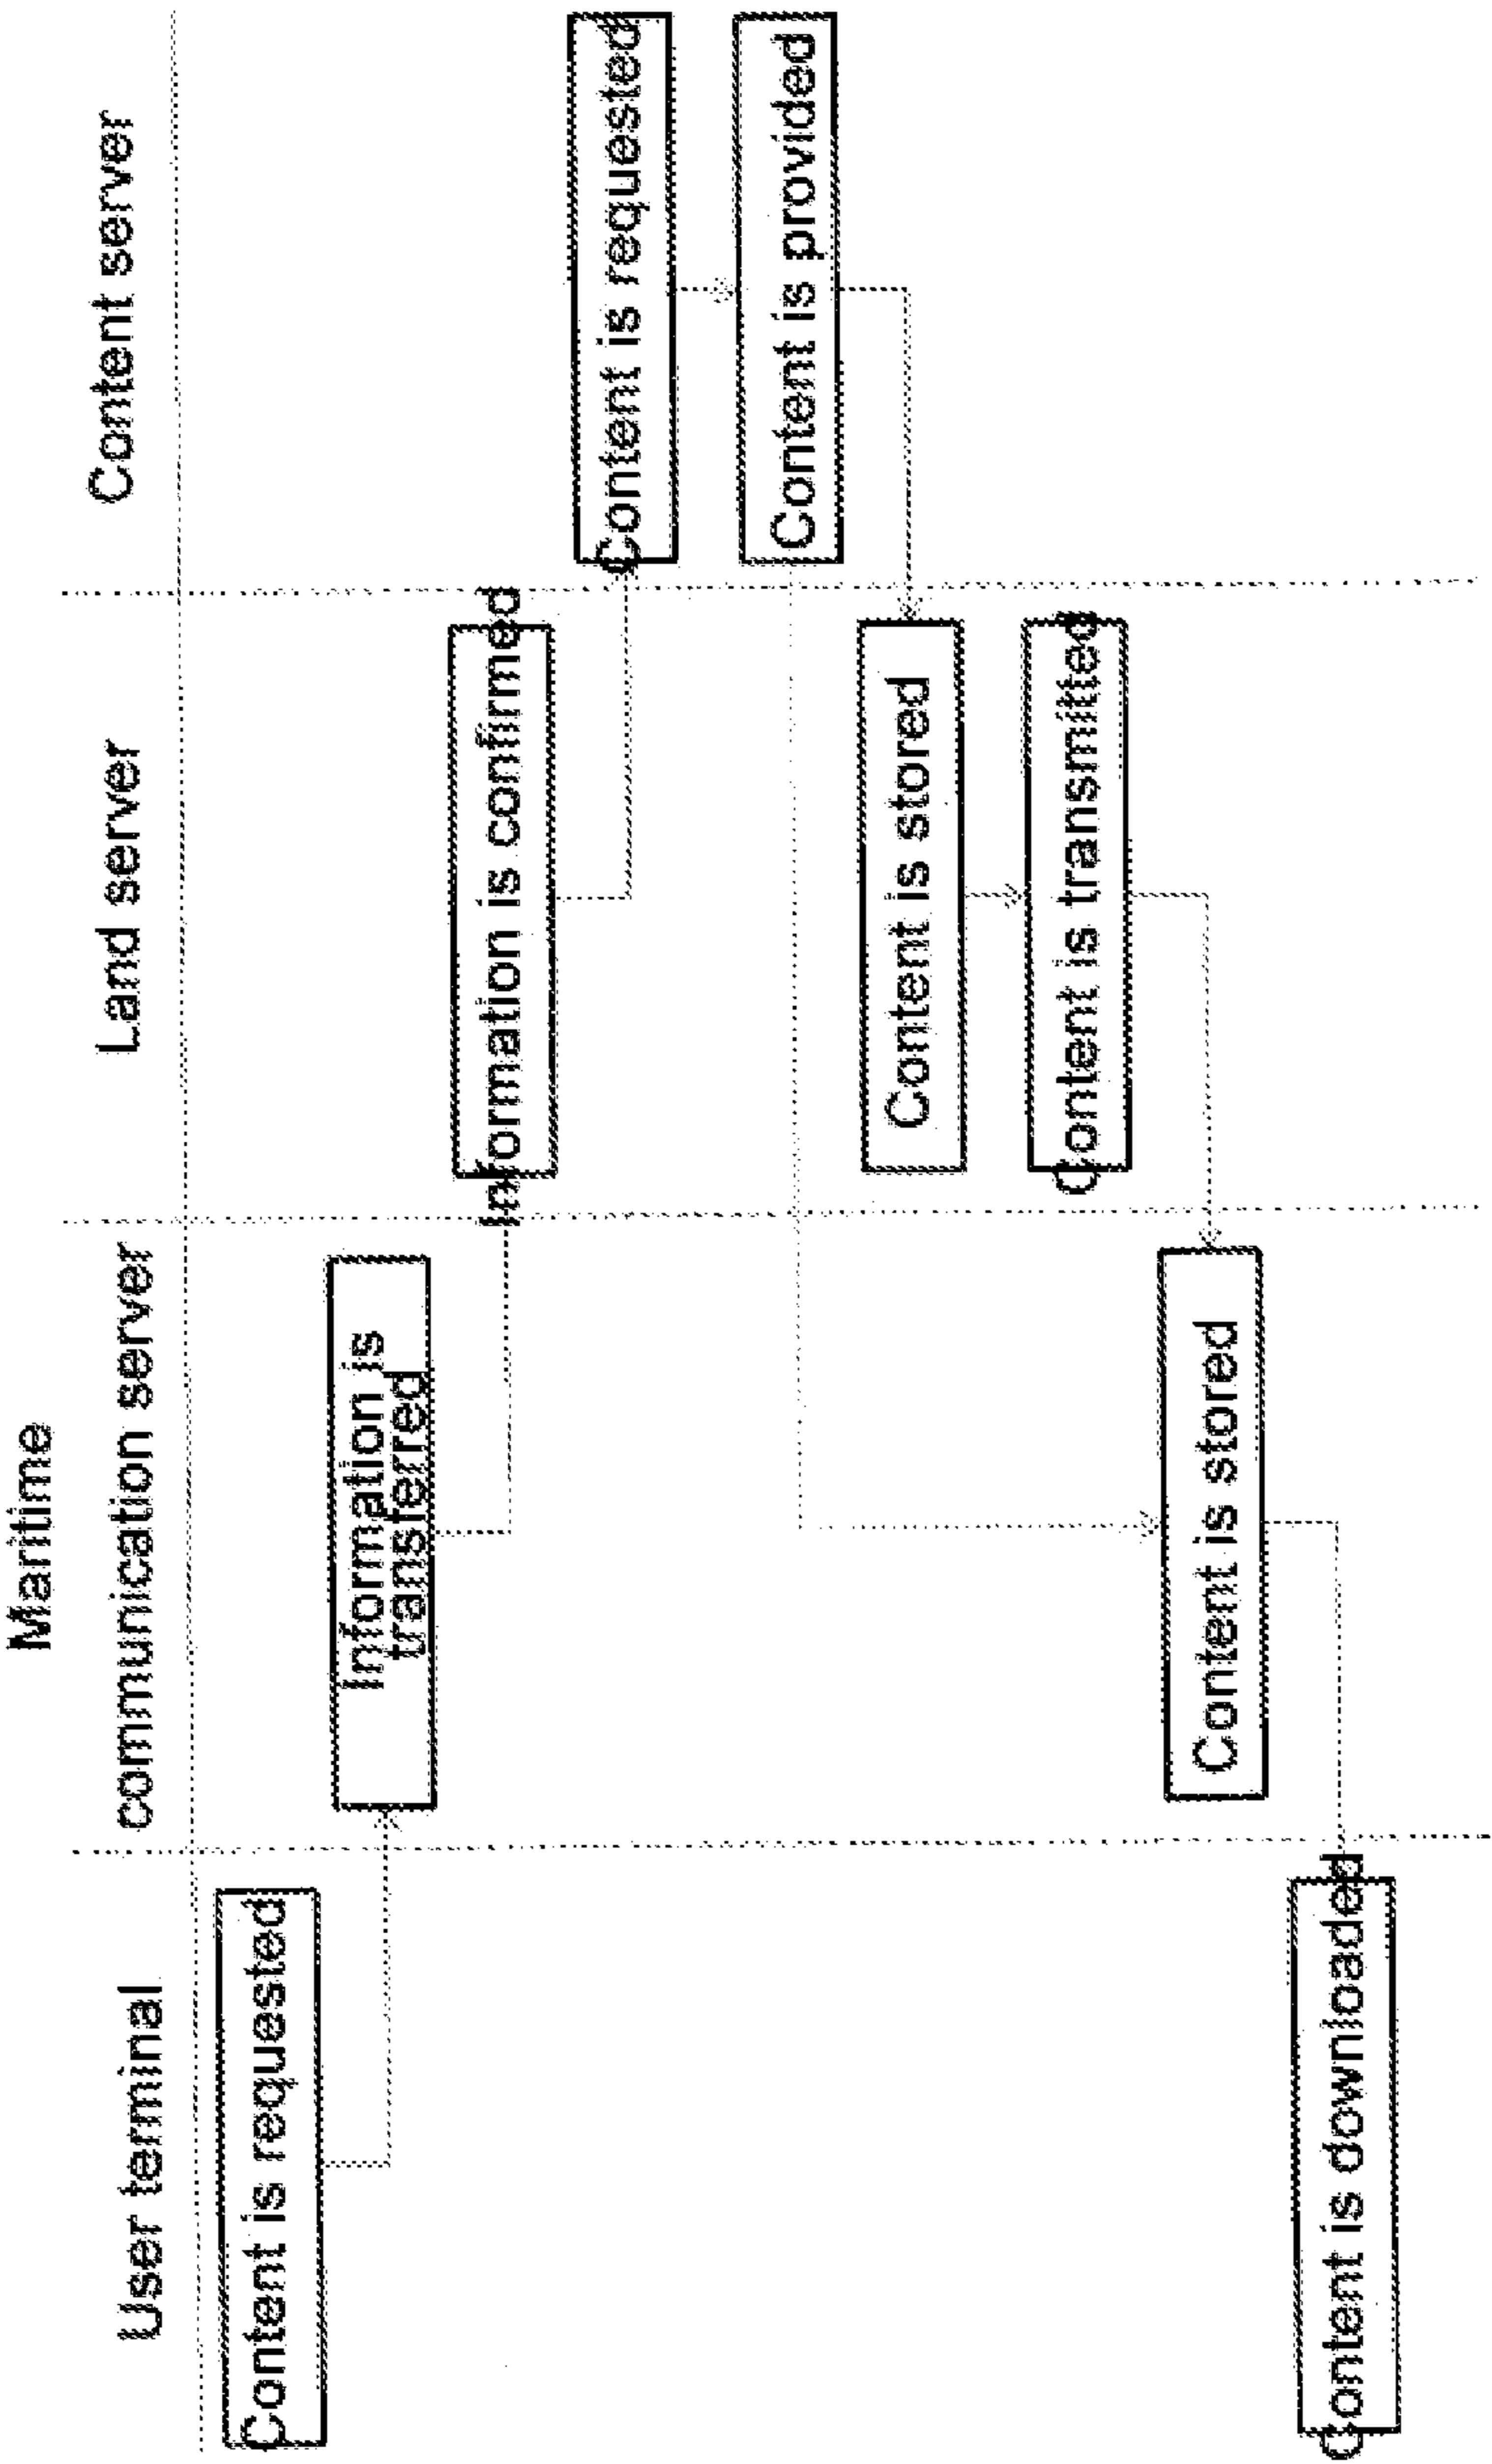 User terminal
Maritime
communication server
Land server
Content server
Content is requested
Information is
transferred
Information is confirmed
Content is requested
Content is provided
Content is stored
Content is transmitted
Content is stored
Content is downloaded